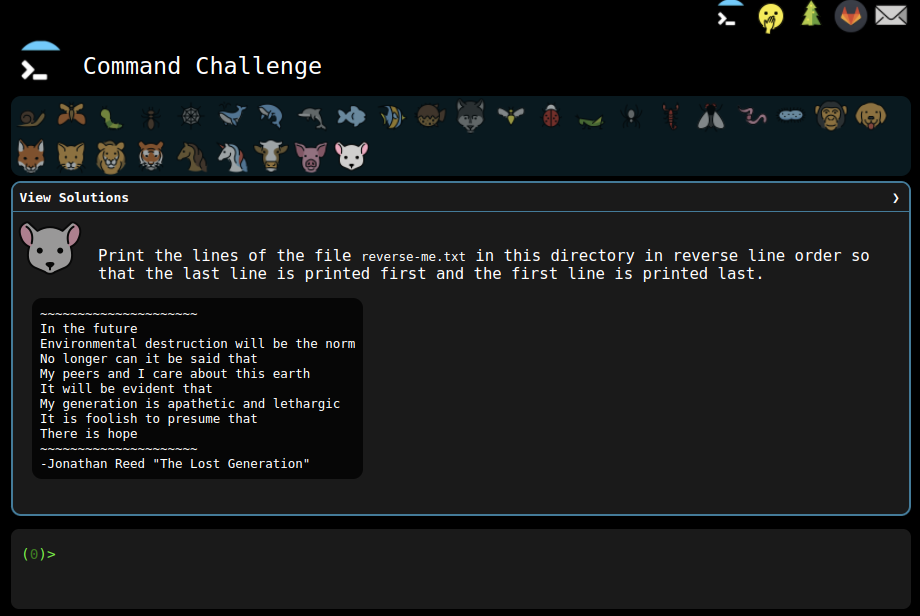 Command Challenge
View Solutions ❯
Print the lines of the file reverse-me.txt in this directory in reverse line order so
that the last line is printed first and the first line is printed last.
~~~~~~~~~~~~~~~~~~~~~
In the future
Environmental destruction will be the norm
No longer can it be said that
My peers and I care about this earth
It will be evident that
My generation is apathetic and lethargic
It is foolish to presume that
There is hope
~~~~~~~~~~~~~~~~~~~~~
-Jonathan Reed "The Lost Generation"
(0)>